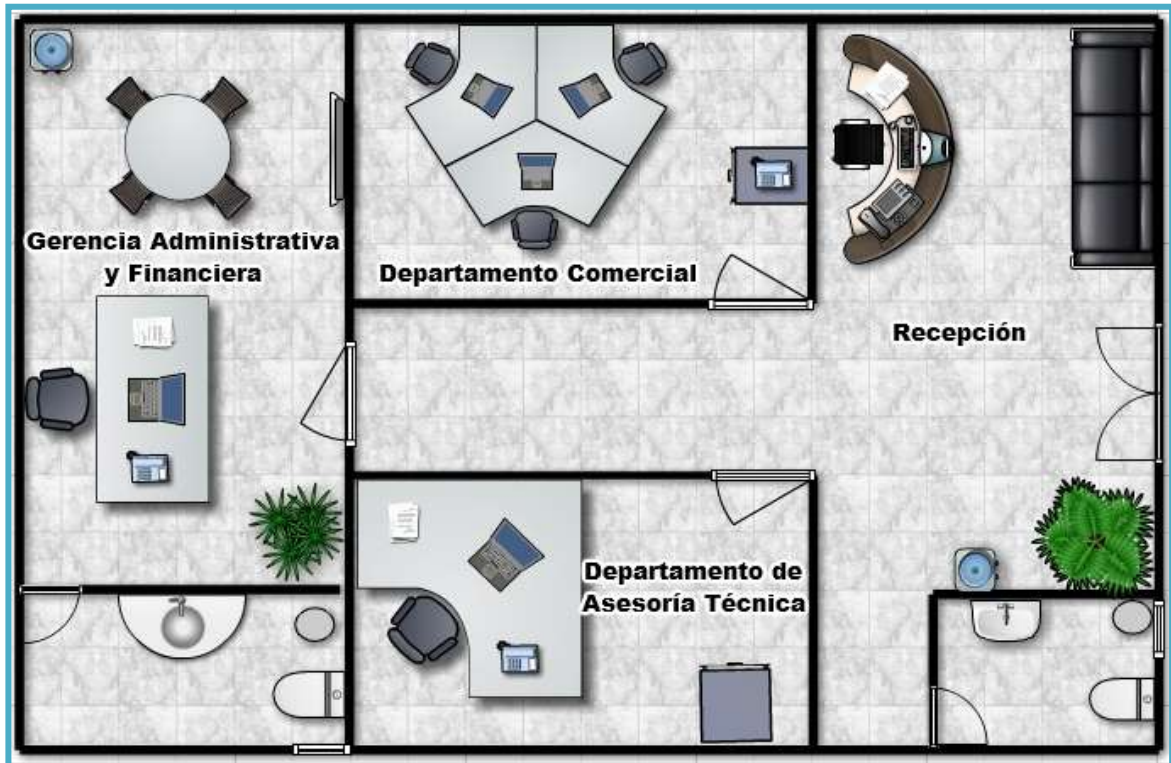 Gerencia Administrativa
y Financiera
Departamento Comercial
Recepción
Departamento de
Asesoría Técnica